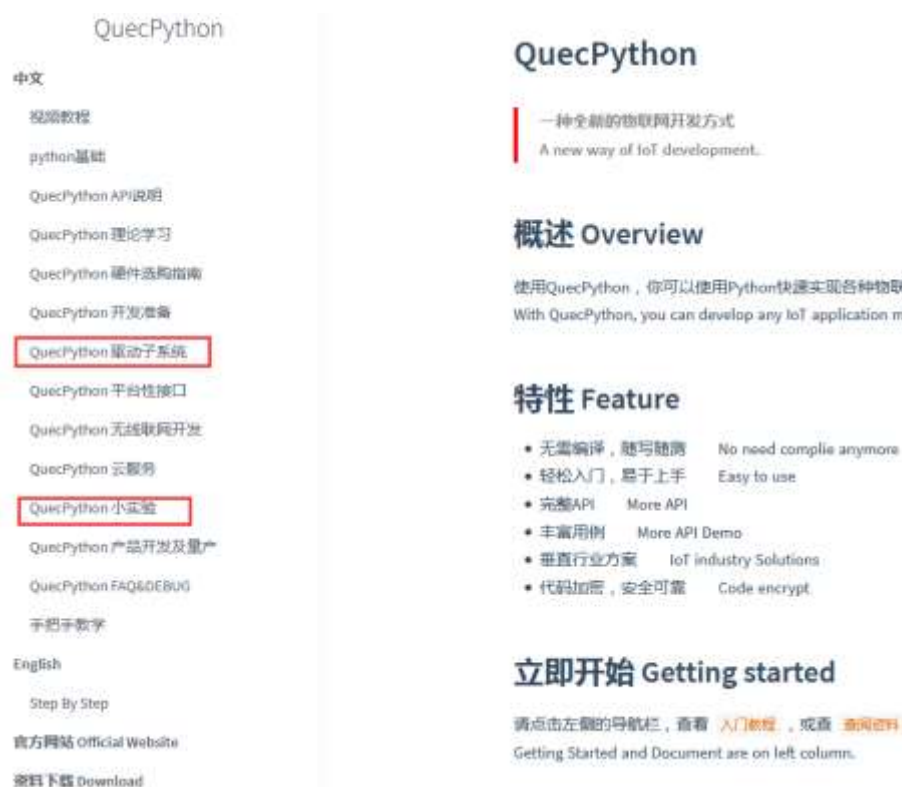 QuecPython
中文
视频教程
python基础
QuecPython API说明
QuecPython 理论学习
QuecPython 硬件选购指南
QuecPython 开发准备
QuecPython 驱动子系统
QuecPython 平台性接口
QuecPython 无线联网开发
QuecPython 云服务
QuecPython 小实验
QuecPython 产品开发及量产
QuecPython FAQ&DEBUG
手把手教学
English
Step By Step
官方网站 Official Website
资料下载 Download
QuecPython
一种全新的物联网开发方式
A new way of IoT development.
概述 Overview
使用QuecPython，你可以使用Python快速实现各种物联
With QuecPython, you can develop any IoT application m
特性 Feature
• 无需编译，随写随测 No need complie anymore
• 轻松入门，易于上手 Easy to use
• 完整API More API
• 丰富用例 More API Demo
• 垂直行业方案 IoT industry Solutions
• 代码加密，安全可靠 Code encrypt
立即开始 Getting started
请点击左侧的导航栏，查看 入门教程 ，或查 查阅资料
Getting Started and Document are on left column.